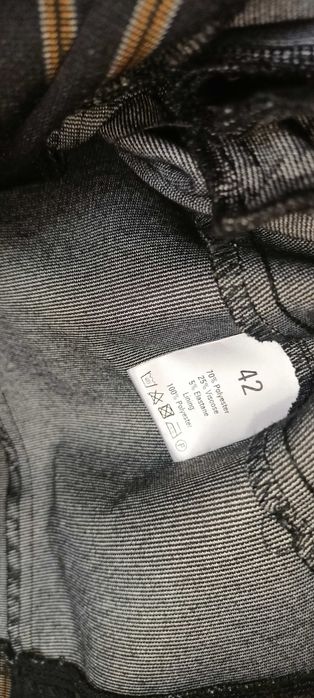 42
70% Polyester
25% Viscose
5% Elastane
Lining
100% Polyester